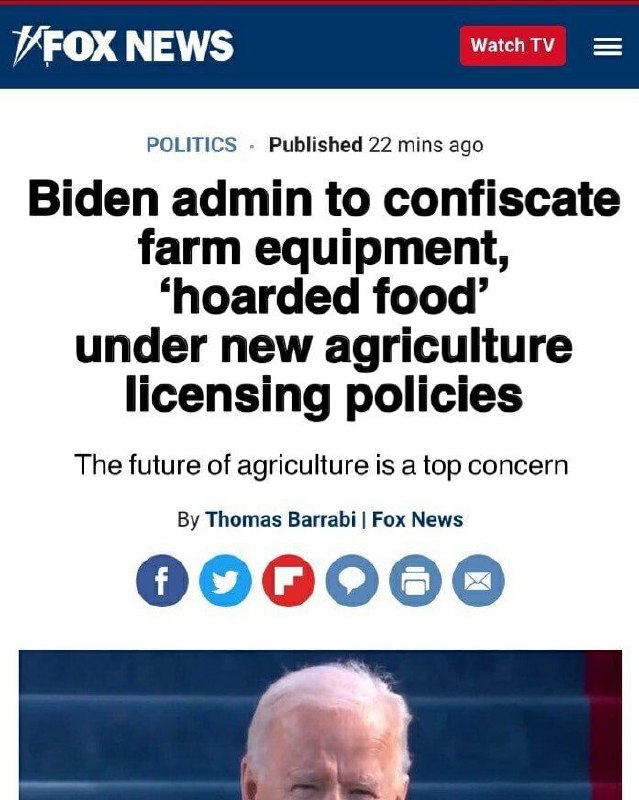 FOX NEWS
Watch TV
POLITICS · Published 22 mins ago
Biden admin to confiscate
farm equipment,
‘hoarded food’
under new agriculture
licensing policies
The future of agriculture is a top concern
By Thomas Barrabi | Fox News